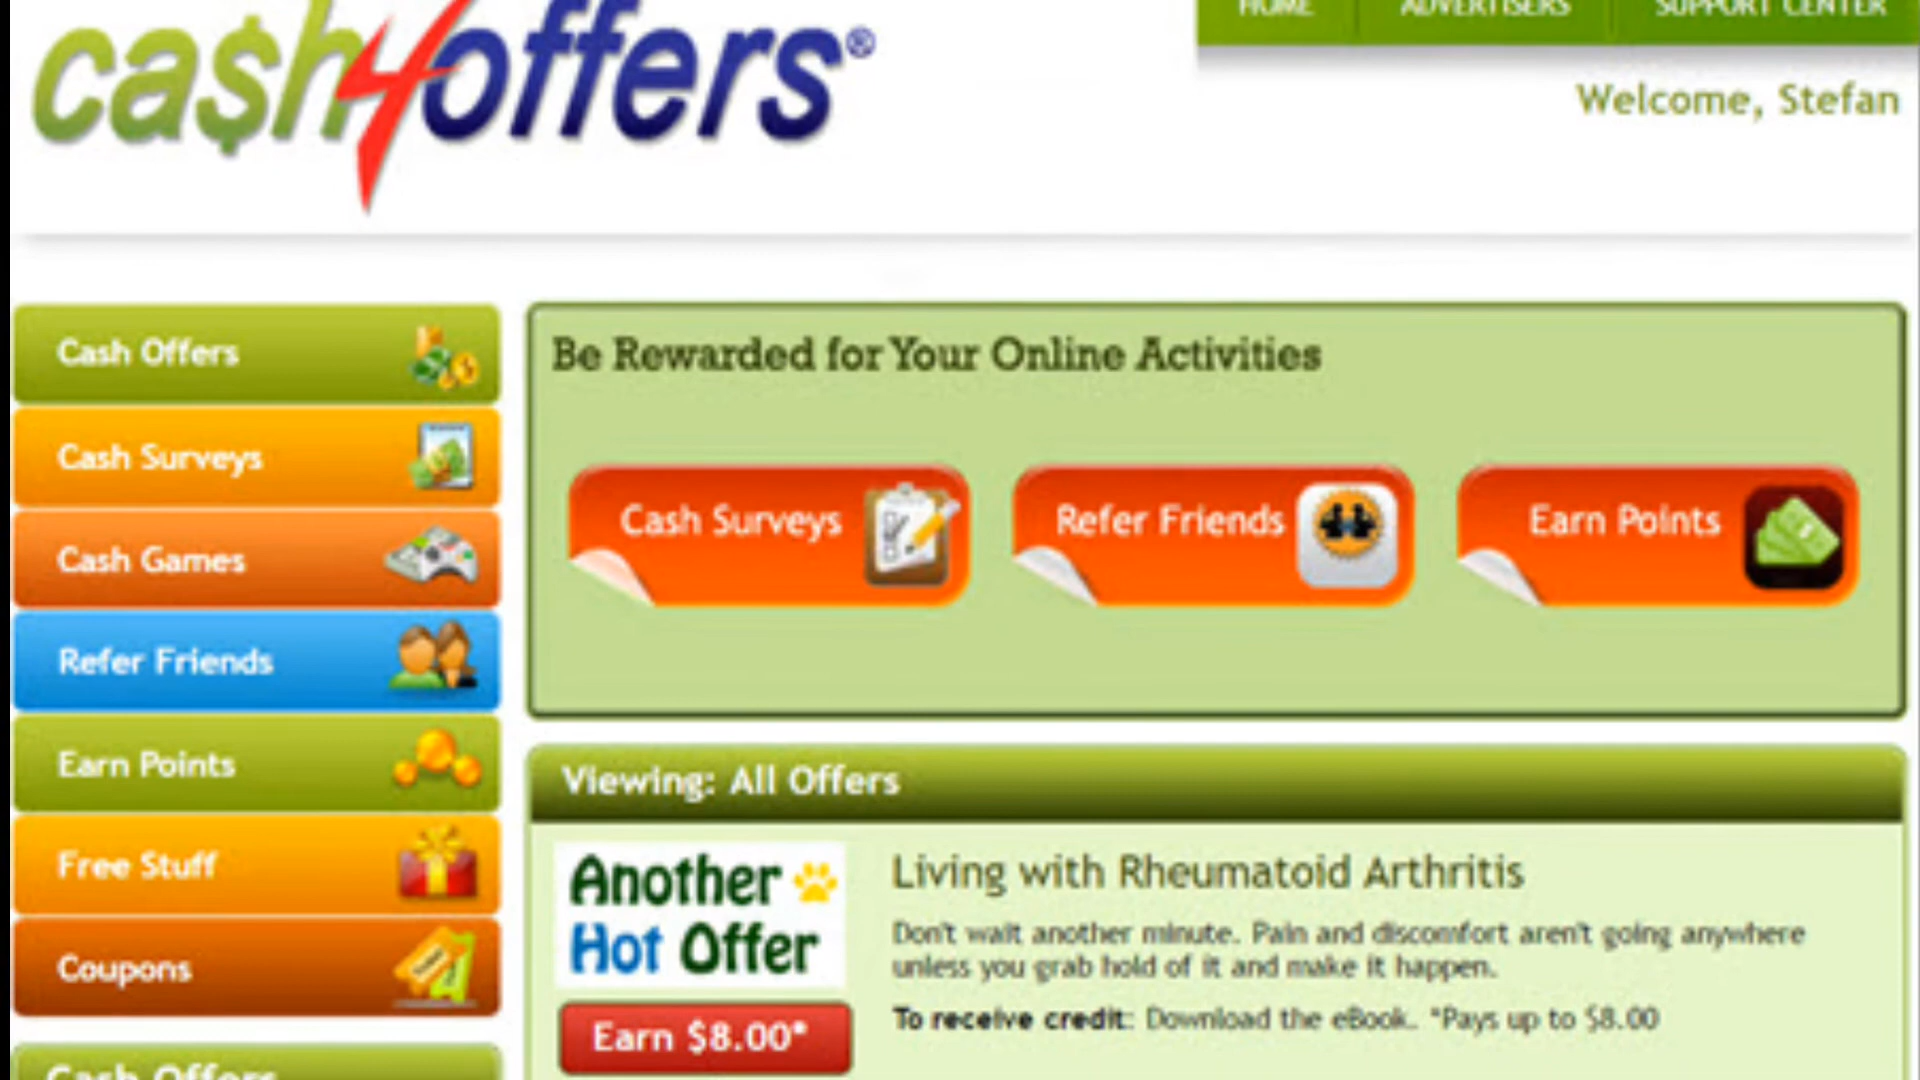 cash4offers®
HOME ADVERTISERS SUPPORT CENTER
Welcome, Stefan
Cash Offers
Cash Surveys
Cash Games
Refer Friends
Earn Points
Free Stuff
Coupons
Cash Offers
Be Rewarded for Your Online Activities
Cash Surveys
Refer Friends
Earn Points
Viewing: All Offers
Another
Hot Offer
Earn $8.00*
Living with Rheumatoid Arthritis
Don't wait another minute. Pain and discomfort aren't going anywhere
unless you grab hold of it and make it happen.
To receive credit: Download the eBook. *Pays up to $8.00